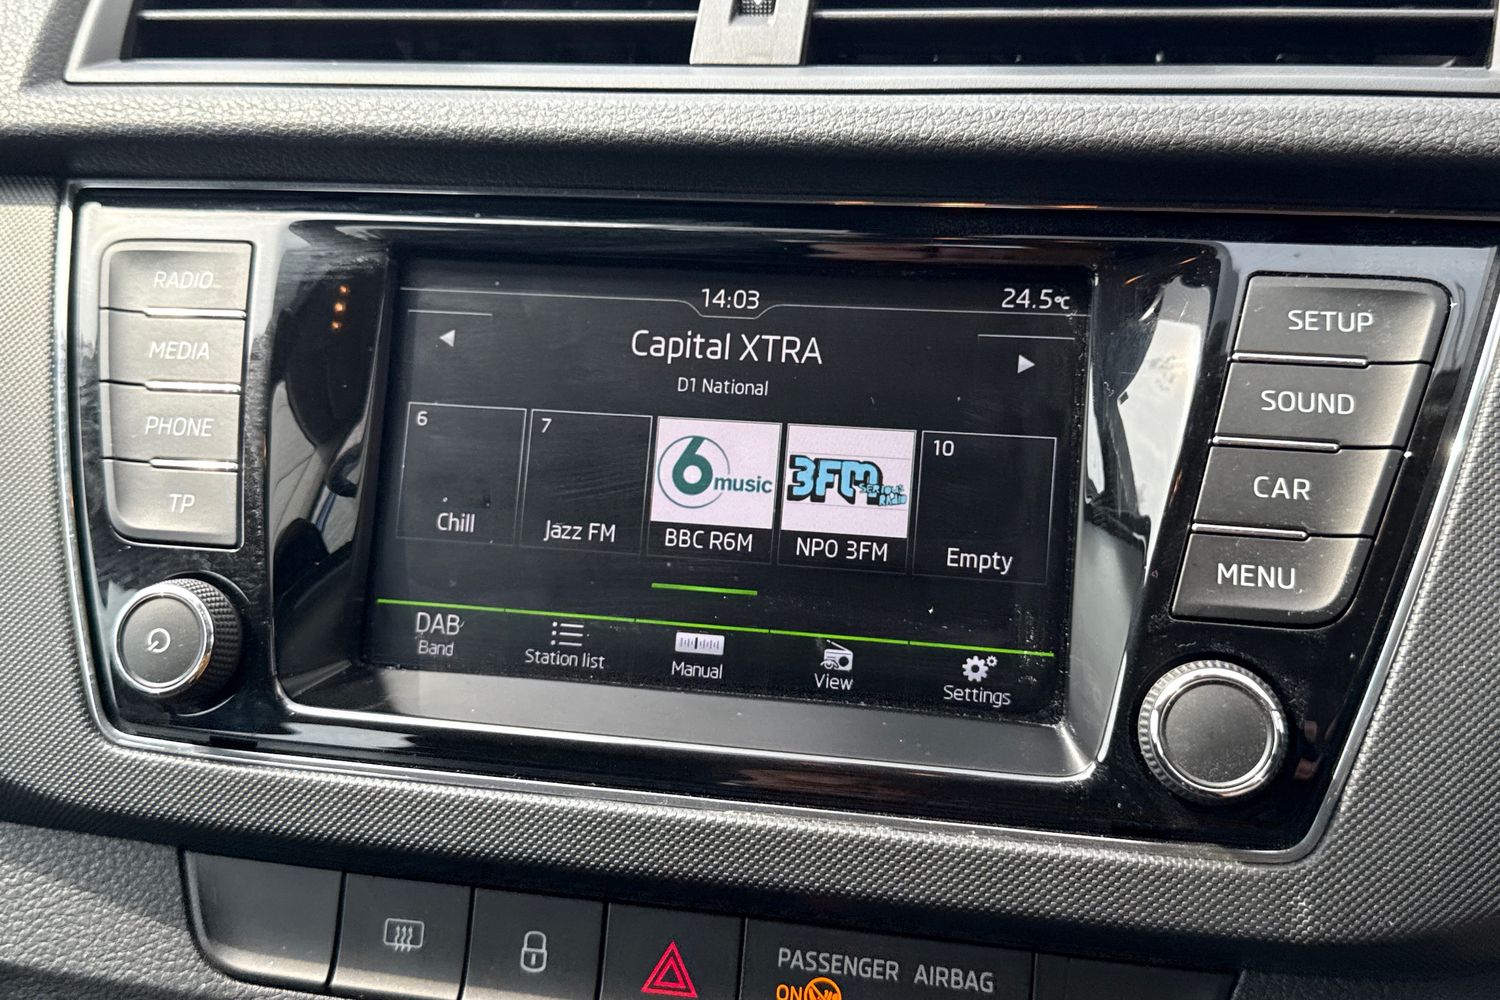 RADIO
MEDIA
PHONE
TP
14:03
24.5°C
Capital XTRA
D1 National
6
7
6 music
3FM
SERIOUS
RADIO
10
Chill
Jazz FM
BBC R6M
NPO 3FM
Empty
DAB
Band
Station list
Manual
View
Settings
SETUP
SOUND
CAR
MENU
PASSENGER AIRBAG
ON